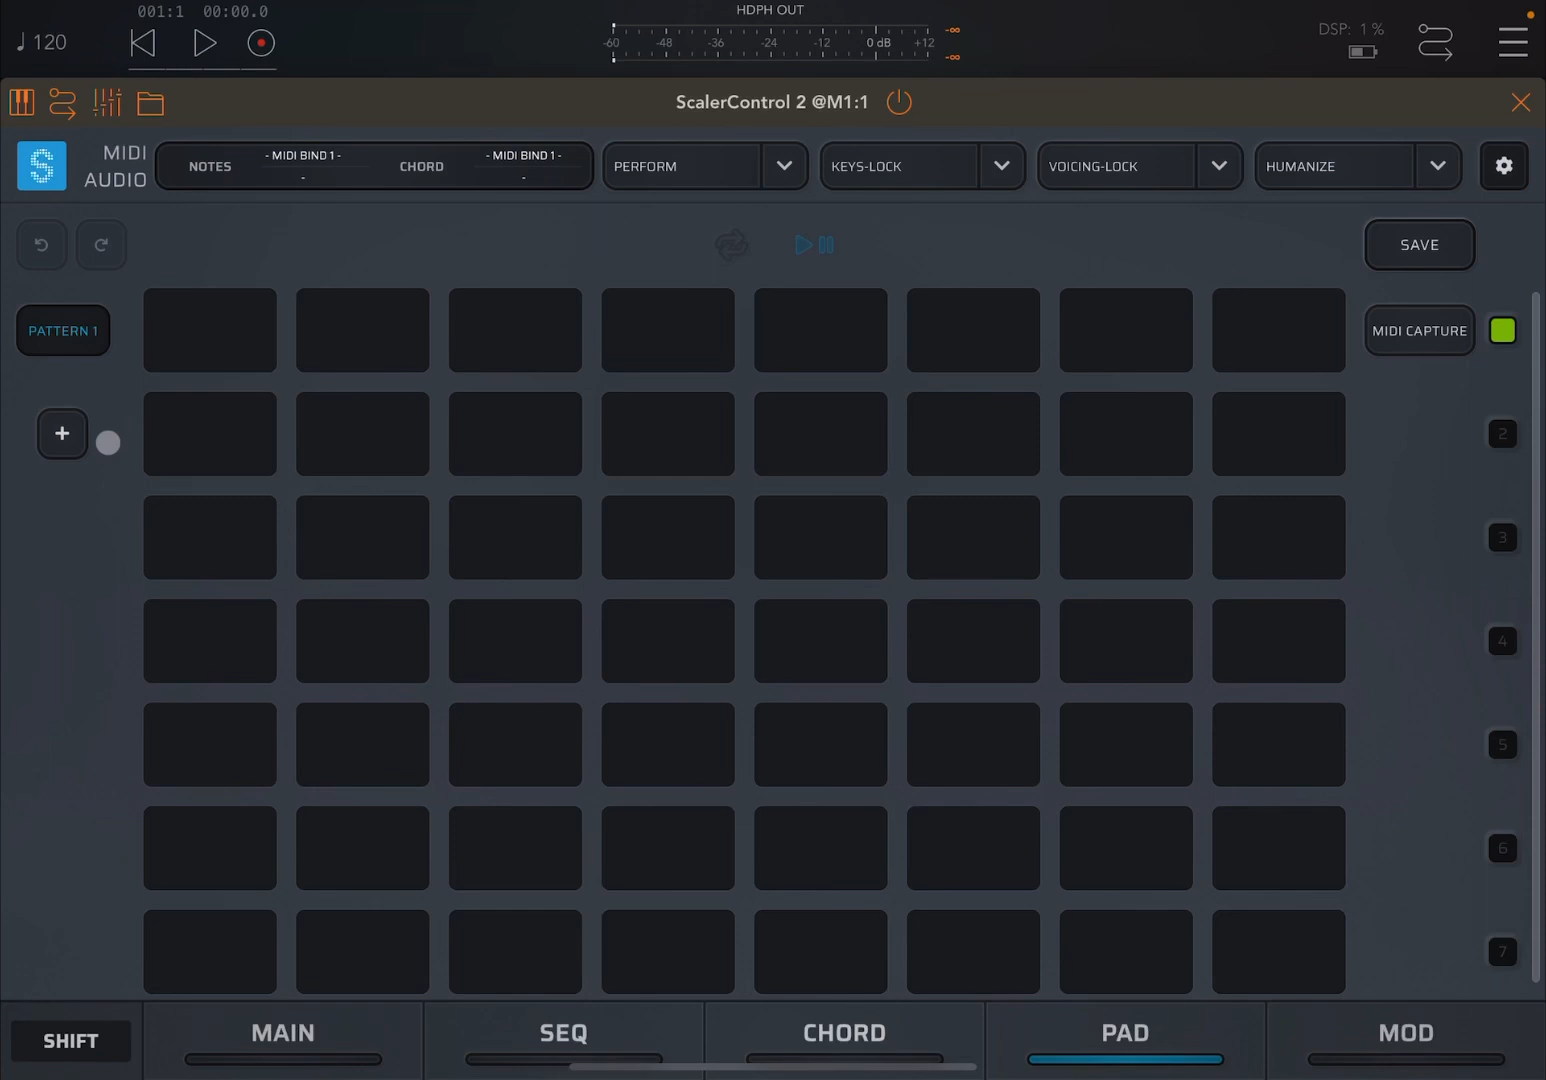 001:1 00:00.0
HDPH OUT
120
-60 -48 -36 -24 -12 0 dB +12
-∞
-∞
DSP: 1 %
ScalerControl 2 @M1:1
S
MIDI
AUDIO
NOTES
- MIDI BIND 1 -
-
CHORD
- MIDI BIND 1 -
-
PERFORM
KEYS-LOCK
VOICING-LOCK
HUMANIZE
SAVE
PATTERN 1
MIDI CAPTURE
+
2
3
4
5
6
7
SHIFT
MAIN
SEQ
CHORD
PAD
MOD